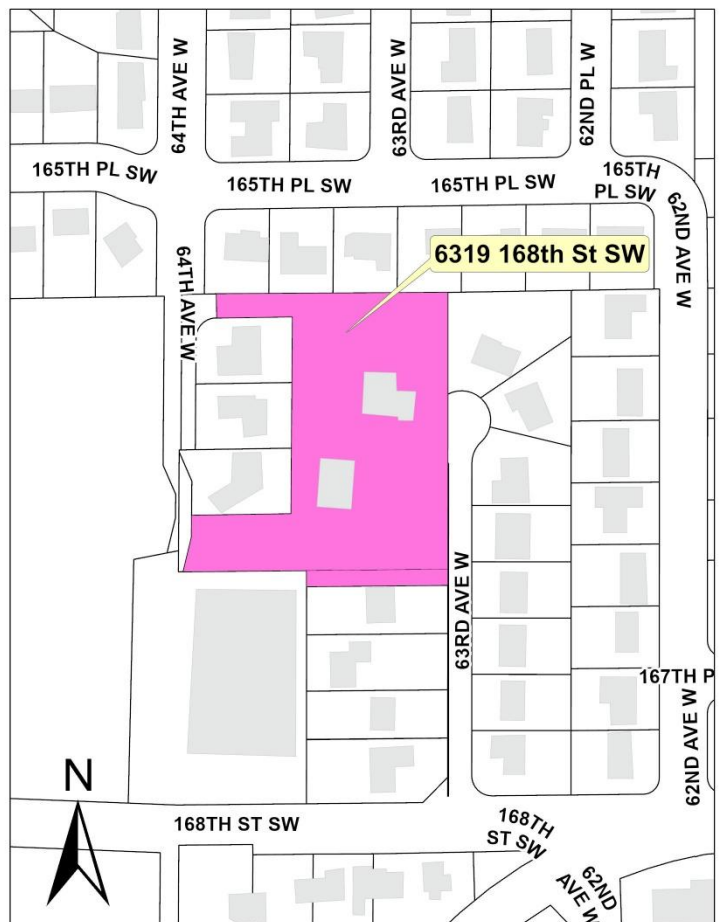 64TH AVE W
63RD AVE W
62ND PL W
165TH PL SW
165TH PL SW
165TH PL SW
165TH
PL SW
62ND AVE W
6319 168th St SW
64TH AVE W
63RD AVE W
167TH P
62ND AVE W
N
168TH ST SW
168TH
ST SW
62ND
AVE W